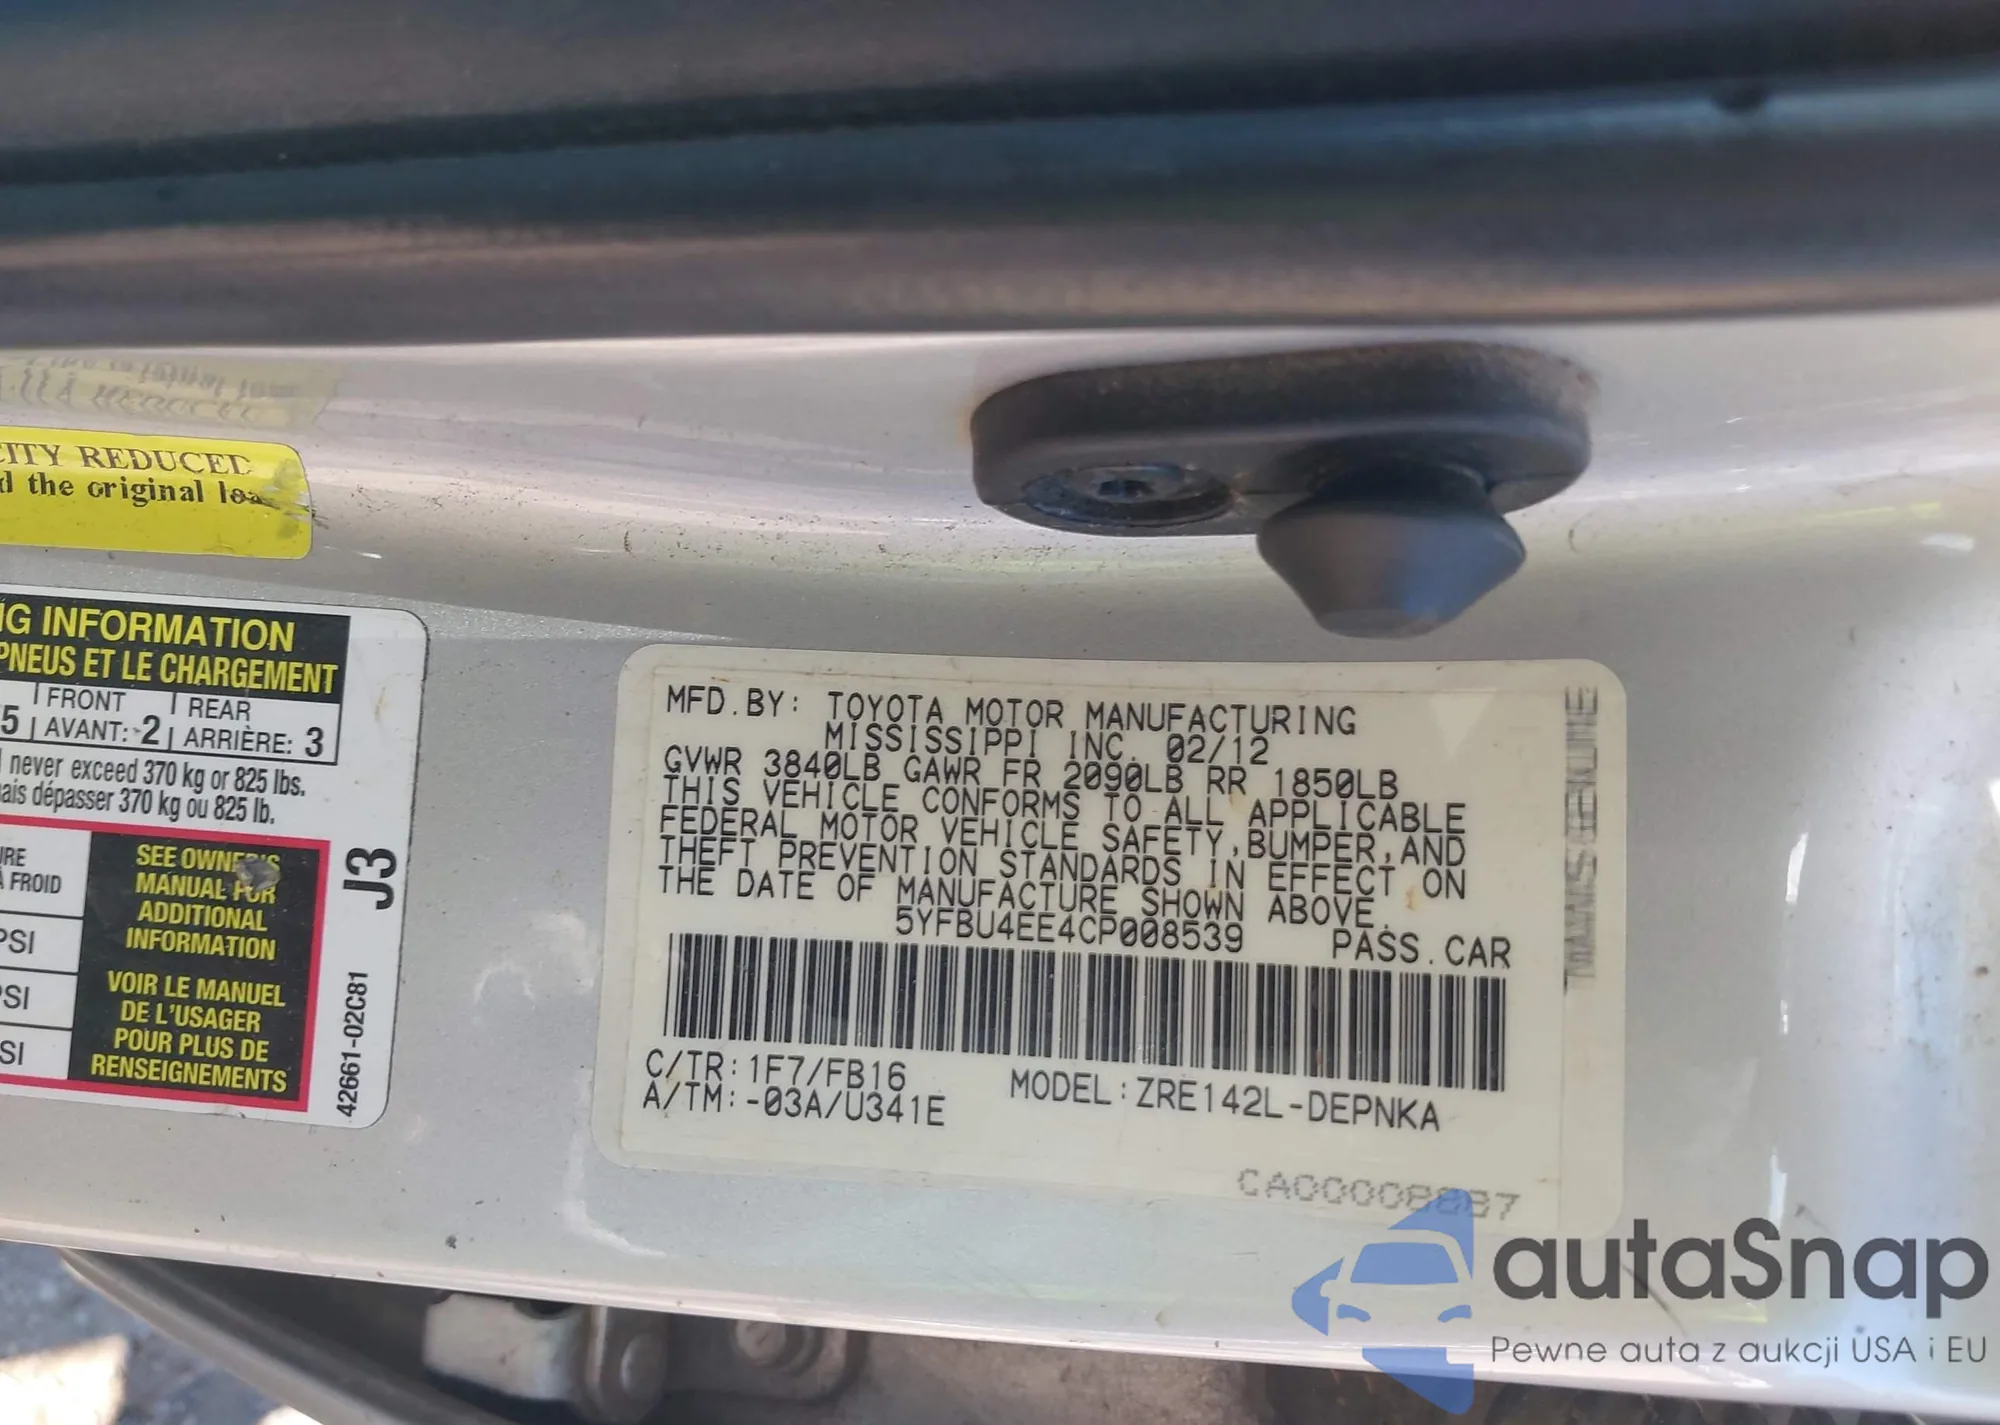 CITY REDUCED
d the original loa
NG INFORMATION
PNEUS ET LE CHARGEMENT
5 | FRONT AVANT: 2 | REAR ARRIÈRE: 3
never exceed 370 kg or 825 lbs.
ais dépasser 370 kg ou 825 lb.
URE
À FROID
PSI
PSI
SI
SEE OWNER'S
MANUAL FOR
ADDITIONAL
INFORMATION
VOIR LE MANUEL
DE L'USAGER
POUR PLUS DE
RENSEIGNEMENTS
J3
42661-02C81
MFD.BY: TOYOTA MOTOR MANUFACTURING
MISSISSIPPI INC. 02/12
GVWR 3840LB GAWR FR 2090LB RR 1850LB
THIS VEHICLE CONFORMS TO ALL APPLICABLE
FEDERAL MOTOR VEHICLE SAFETY, BUMPER, AND
THEFT PREVENTION STANDARDS IN EFFECT ON
THE DATE OF MANUFACTURE SHOWN ABOVE.
5YFBU4EE4CP008539 PASS.CAR
C/TR:1F7/FB16
A/TM:-03A/U341E
MODEL:ZRE142L-DEPNKA
autaSnap
Pewne auta z aukcji USA i EU